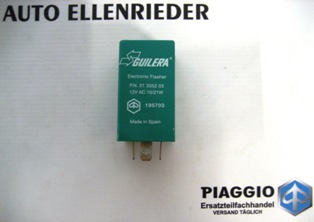 AUTO ELLENRIEDER
GUILERA
Electronic Flasher
P.N. 01 3052 03
12V AC 10/21W
195793
Made in Spain
PIAGGIO
Ersatzteilfachhandel
VERSAND TÄGLICH